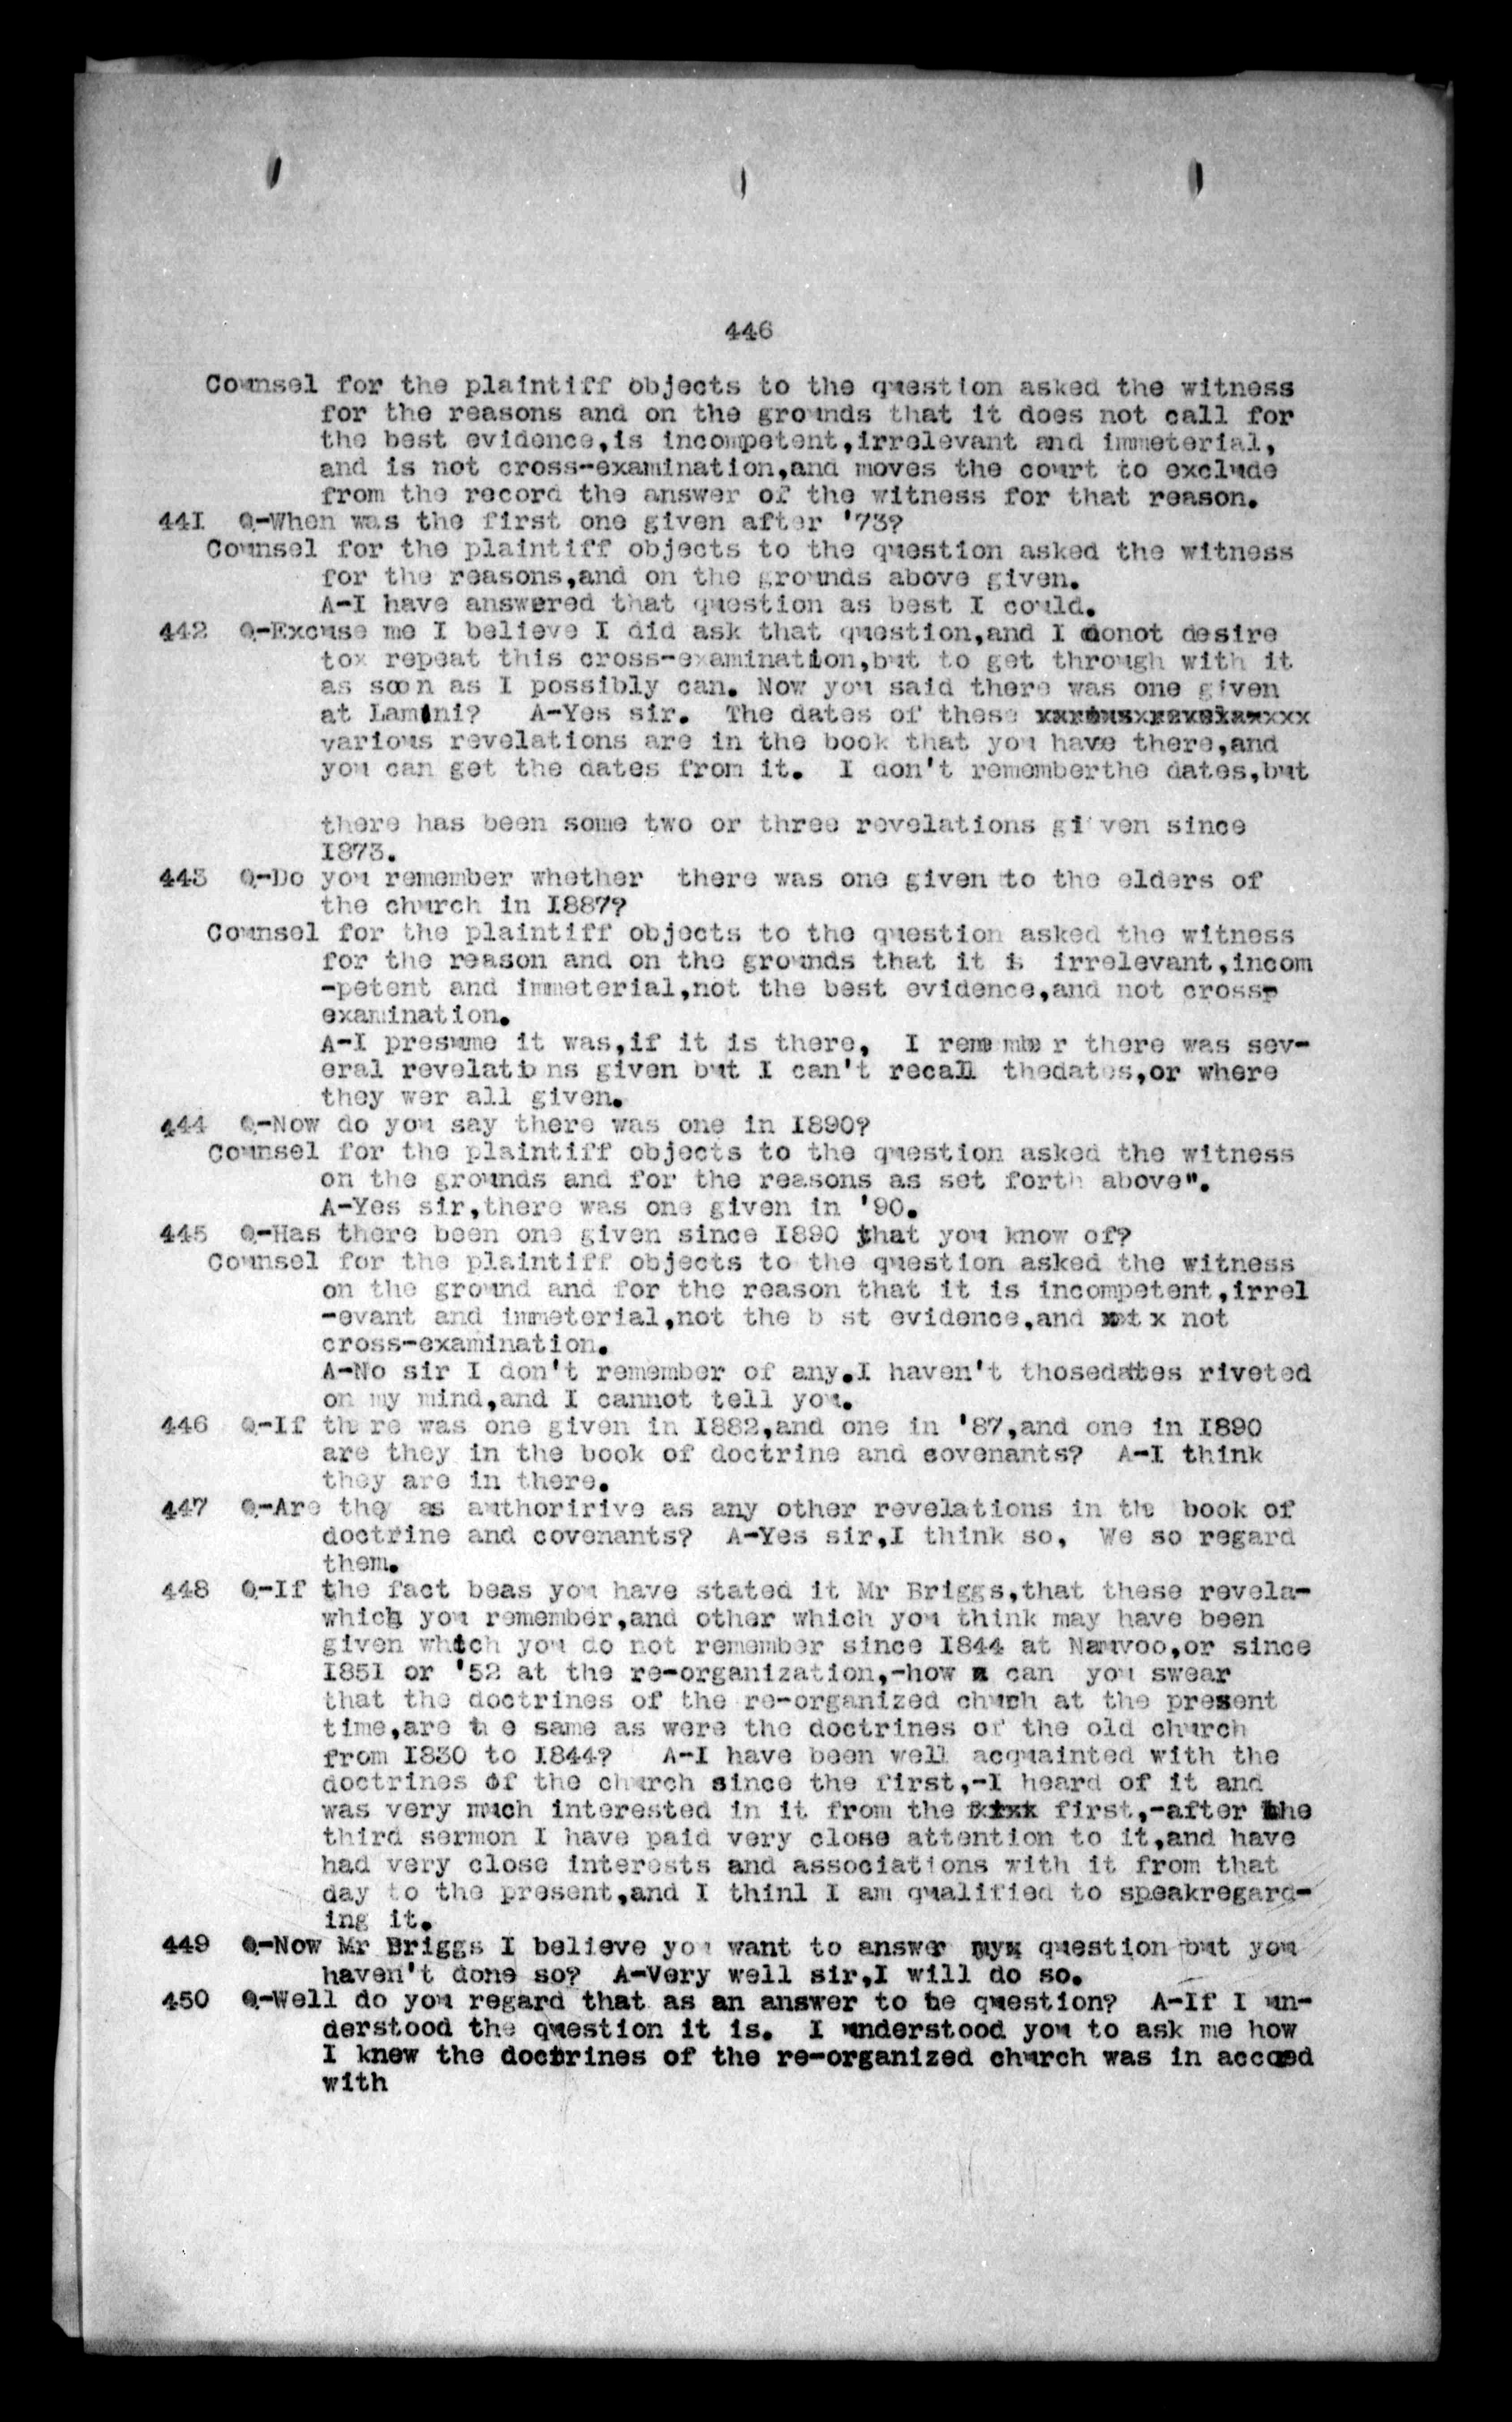 446
Counsel for the plaintiff objects to the question asked the witness
for the reasons and on the grounds that it does not call for
the best evidence,is incompetent,irrelevant and immeterial,
and is not cross-examination,and moves the court to exclude
from the record the answer of the witness for that reason.
441 Q-When was the first one given after '73?
Counsel for the plaintiff objects to the question asked the witness
for the reasons,and on the grounds above given.
A-I have answered that question as best I could.
442 Q-Excuse me I believe I did ask that question,and I donot desire
tox repeat this cross-examination,but to get through with it
as soon as I possibly can. Now you said there was one given
at Lamini? A-Yes sir. The dates of these
various revelations are in the book that you have there,and
you can get the dates from it. I don't rememberthe dates,but
there has been some two or three revelations gi ven since
1873.
443 Q-Do you remember whether there was one given to the elders of
the church in 1887?
Counsel for the plaintiff objects to the question asked the witness
for the reason and on the grounds that it is irrelevant,incom
-petent and immeterial,not the best evidence,and not cross-
examination.
A-I presume it was,if it is there, I remember there was sev-
eral revelations given but I can't recall thedates,or where
they wer all given.
444 Q-Now do you say there was one in 1890?
Counsel for the plaintiff objects to the question asked the witness
on the grounds and for the reasons as set forth above".
A-Yes sir,there was one given in '90.
445 Q-Has there been one given since 1890 that you know of?
Counsel for the plaintiff objects to the question asked the witness
on the ground and for the reason that it is incompetent,irrel
-evant and immeterial,not the b st evidence,and not
cross-examination.
A-No sir I don't remember of any.I haven't thosedates riveted
on my mind,and I cannot tell you.
446 Q-If th re was one given in 1882,and one in '87,and one in 1890
are they in the book of doctrine and covenants? A-I think
they are in there.
447 Q-Are they as authoririve as any other revelations in the book of
doctrine and covenants? A-Yes sir,I think so, We so regard
them.
448 Q-If the fact beas you have stated it Mr Briggs,that these revela-
which you remember,and other which you think may have been
given which you do not remember since 1844 at Nauvoo,or since
1851 or '52 at the re-organization,-how can you swear
that the doctrines of the re-organized church at the present
time,are the same as were the doctrines of the old church
from 1830 to 1844? A-I have been well acquainted with the
doctrines of the church since the first,-I heard of it and
was very much interested in it from the first,-after the
third sermon I have paid very close attention to it,and have
had very close interests and associations with it from that
day to the present,and I thinl I am qualified to speakregard-
ing it.
449 Q-Now Mr Briggs I believe you want to answer my question but you
haven't done so? A-Very well sir,I will do so.
450 Q-Well do you regard that as an answer to he question? A-If I un-
derstood the question it is. I understood you to ask me how
I knew the doctrines of the re-organized church was in accord
with